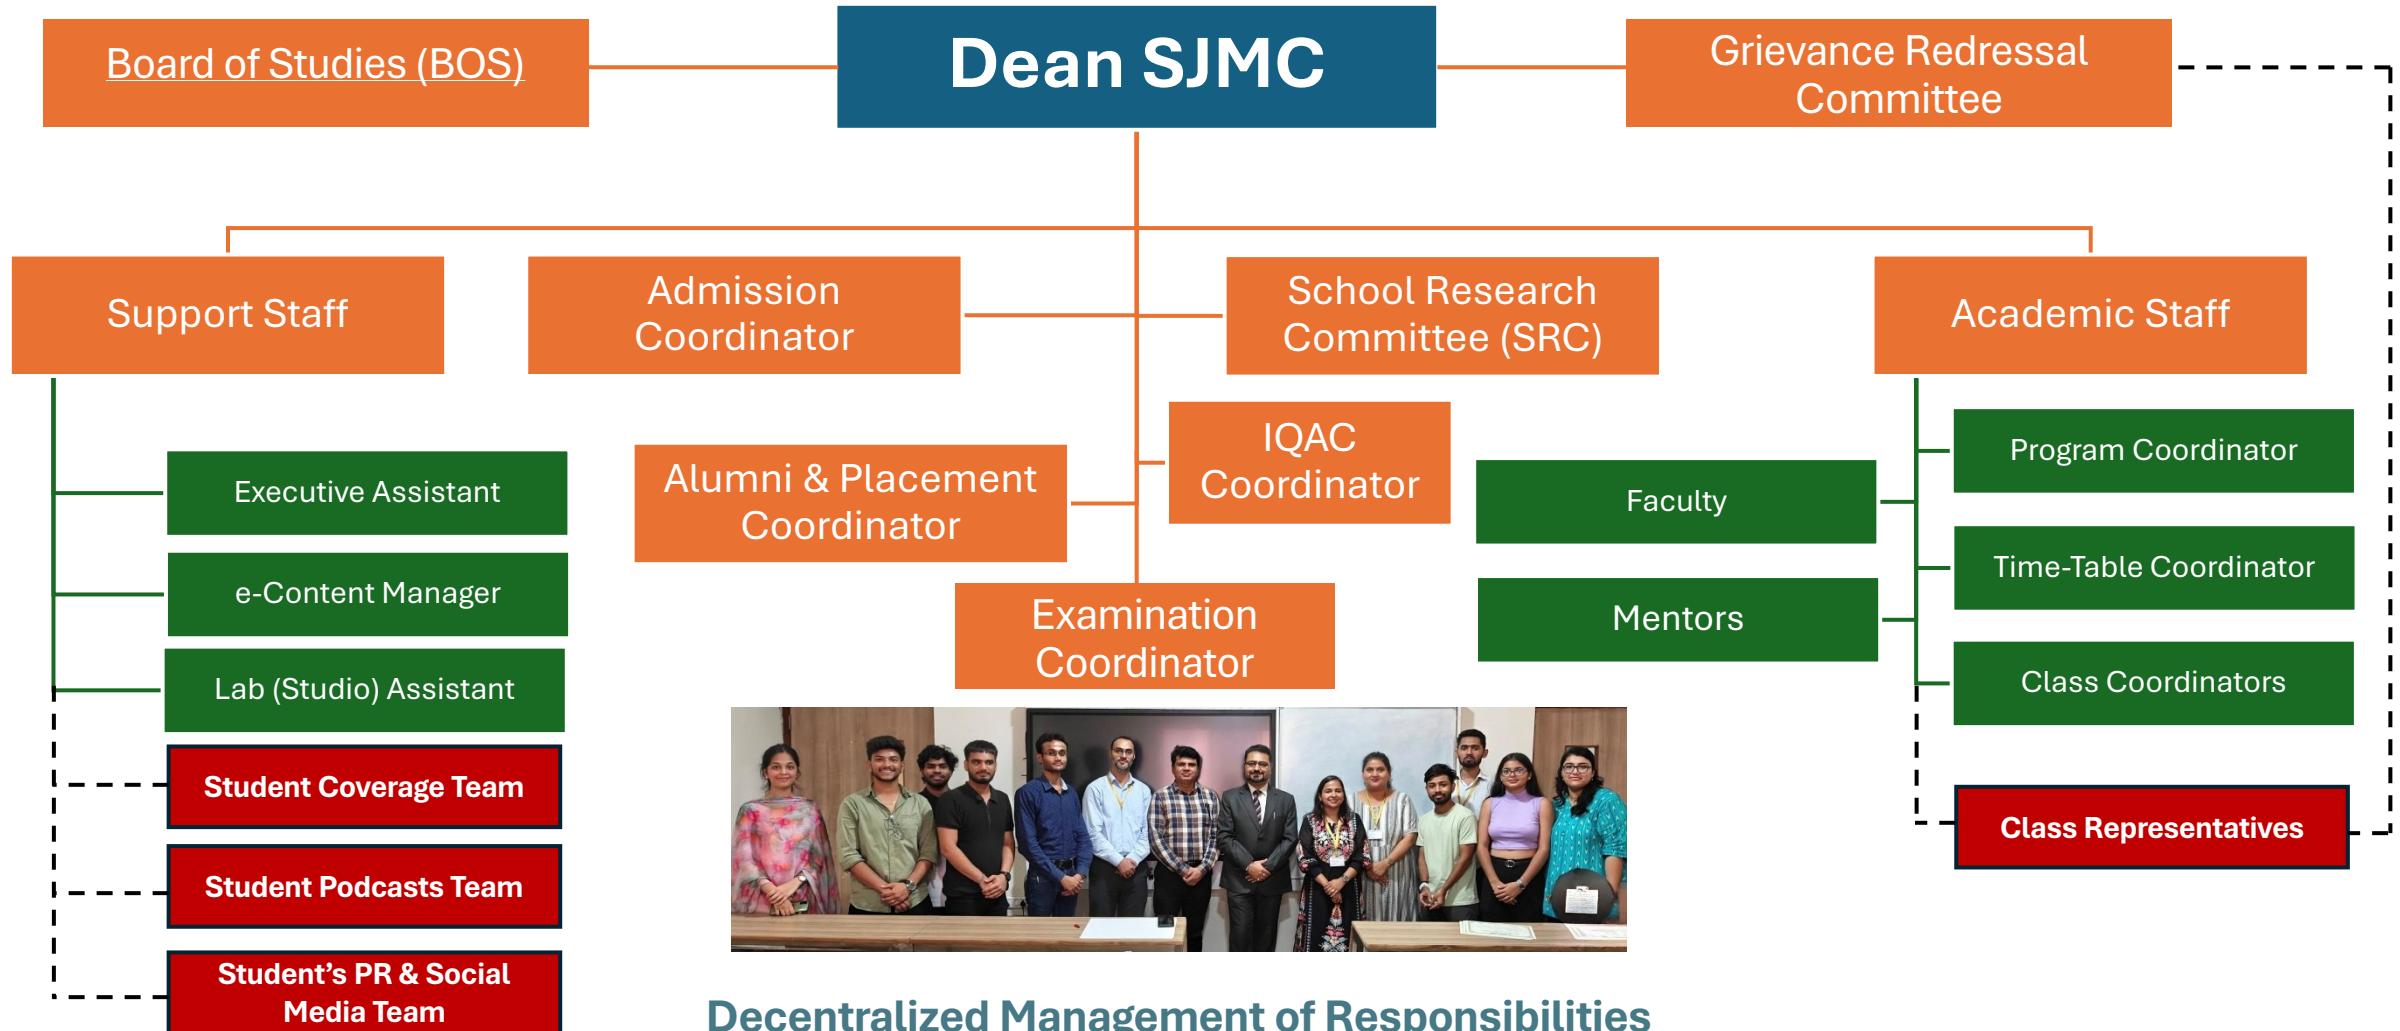 Board of Studies (BOS)
Dean SJMC
Grievance Redressal
Committee
Support Staff
Admission
Coordinator
School Research
Committee (SRC)
Academic Staff
Executive Assistant
e-Content Manager
Lab (Studio) Assistant
Student Coverage Team
Student Podcasts Team
Student’s PR & Social
Media Team
Alumni & Placement
Coordinator
IQAC
Coordinator
Examination
Coordinator
Faculty
Mentors
Program Coordinator
Time-Table Coordinator
Class Coordinators
Class Representatives
Decentralized Management of Responsibilities